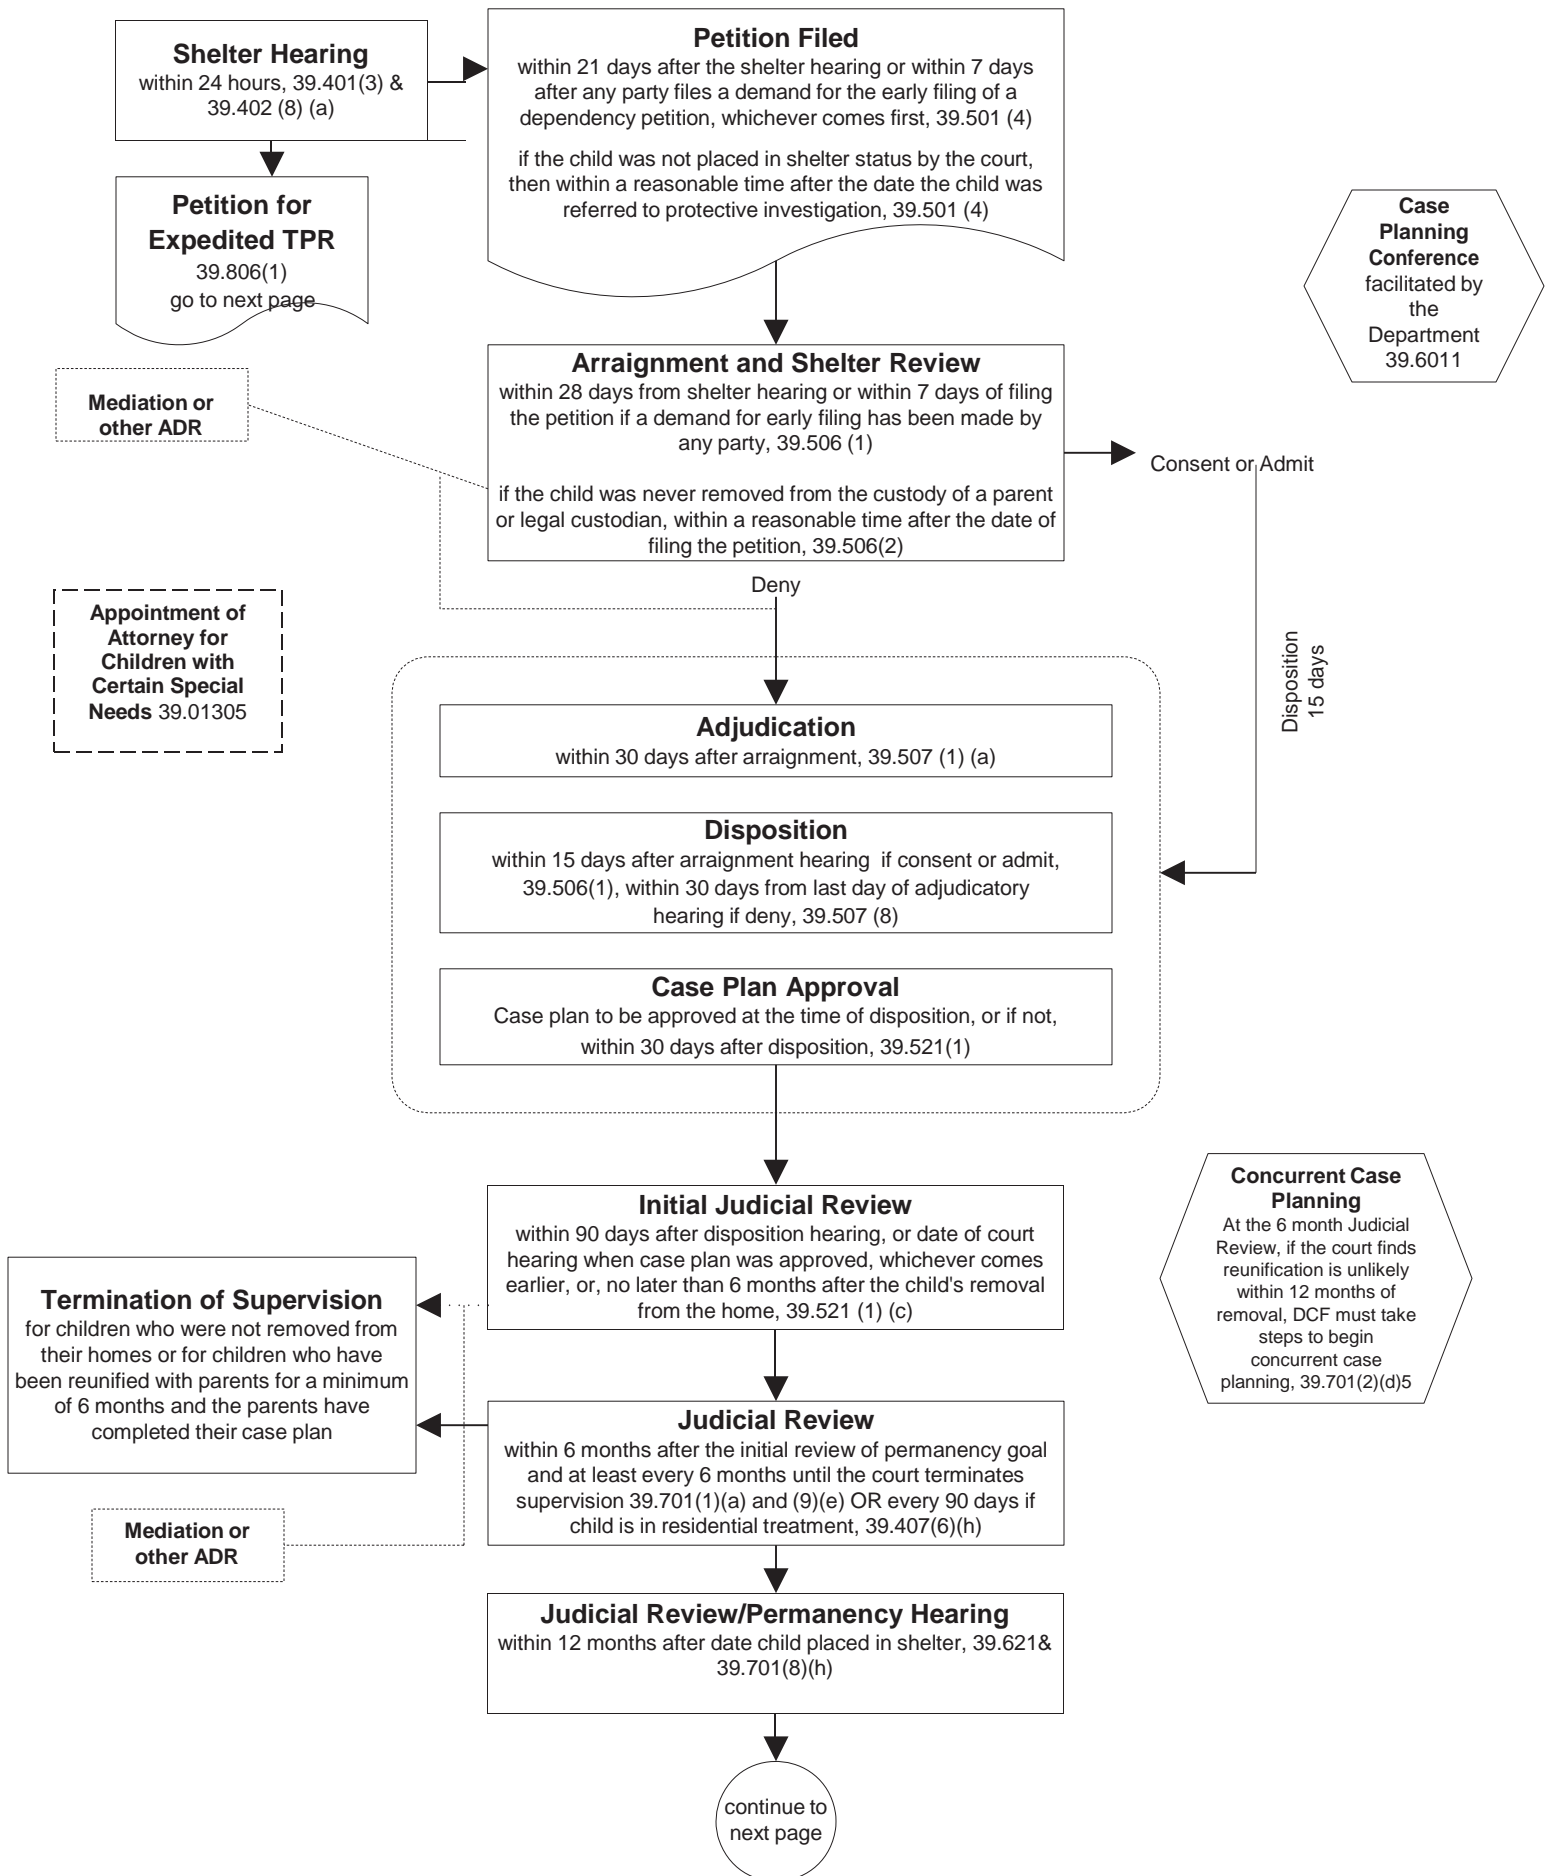 Shelter Hearing
within 24 hours, 39.401(3) &
39.402 (8) (a)
Petition Filed
within 21 days after the shelter hearing or within 7 days
after any party files a demand for the early filing of a
dependency petition, whichever comes first, 39.501 (4)
if the child was not placed in shelter status by the court,
then within a reasonable time after the date the child was
referred to protective investigation, 39.501 (4)
Petition for
Expedited TPR
39.806(1)
go to next page
Case
Planning
Conference
facilitated by
the
Department
39.6011
Arraignment and Shelter Review
within 28 days from shelter hearing or within 7 days of filing
the petition if a demand for early filing has been made by
any party, 39.506 (1)
if the child was never removed from the custody of a parent
or legal custodian, within a reasonable time after the date of
filing the petition, 39.506(2)
Mediation or
other ADR
Consent or Admit
Deny
Appointment of
Attorney for
Children with
Certain Special
Needs 39.01305
Disposition
15 days
Adjudication
within 30 days after arraignment, 39.507 (1) (a)
Disposition
within 15 days after arraignment hearing if consent or admit,
39.506(1), within 30 days from last day of adjudicatory
hearing if deny, 39.507 (8)
Case Plan Approval
Case plan to be approved at the time of disposition, or if not,
within 30 days after disposition, 39.521(1)
Initial Judicial Review
within 90 days after disposition hearing, or date of court
hearing when case plan was approved, whichever comes
earlier, or, no later than 6 months after the child's removal
from the home, 39.521 (1) (c)
Concurrent Case
Planning
At the 6 month Judicial
Review, if the court finds
reunification is unlikely
within 12 months of
removal, DCF must take
steps to begin
concurrent case
planning, 39.701(2)(d)5
Termination of Supervision
for children who were not removed from
their homes or for children who have
been reunified with parents for a minimum
of 6 months and the parents have
completed their case plan
Judicial Review
within 6 months after the initial review of permanency goal
and at least every 6 months until the court terminates
supervision 39.701(1)(a) and (9)(e) OR every 90 days if
child is in residential treatment, 39.407(6)(h)
Mediation or
other ADR
Judicial Review/Permanency Hearing
within 12 months after date child placed in shelter, 39.621&
39.701(8)(h)
continue to
next page